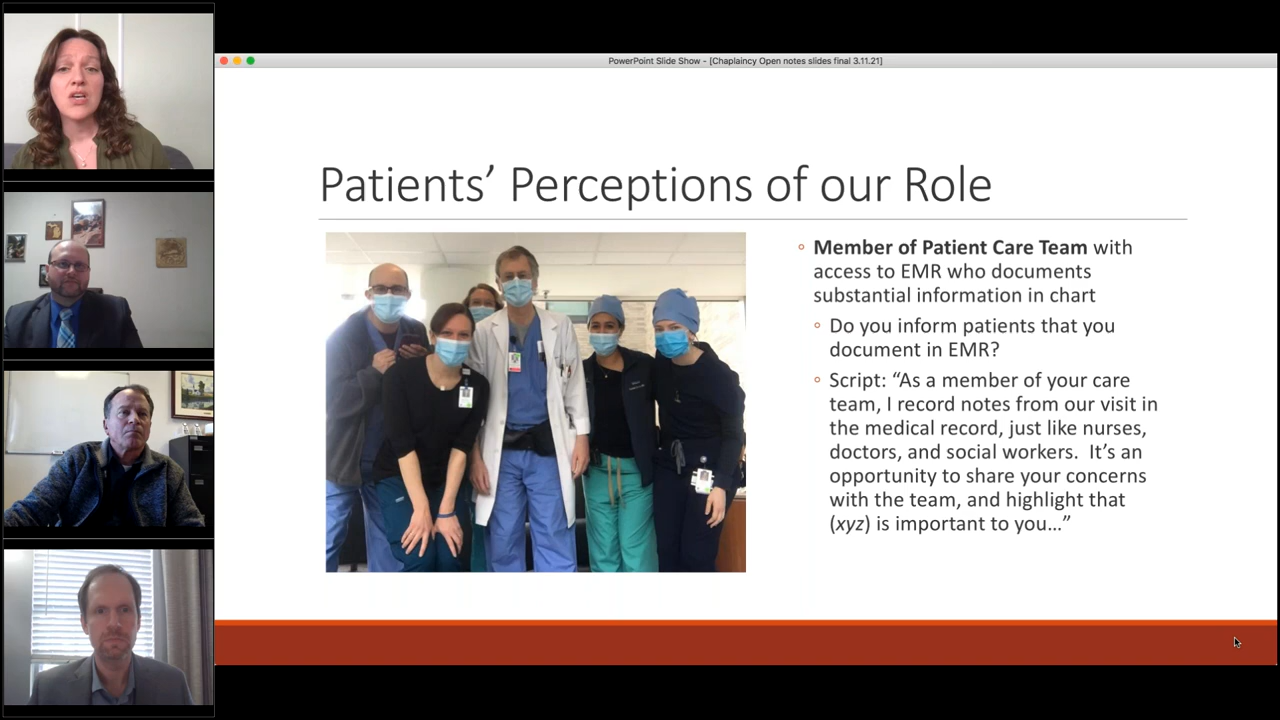 PowerPoint Slide Show - [Chaplaincy Open notes slides final 3.11.21]
Patients’ Perceptions of our Role
Member of Patient Care Team with
access to EMR who documents
substantial information in chart
Do you inform patients that you
document in EMR?
Script: “As a member of your care
team, I record notes from our visit in
the medical record, just like nurses,
doctors, and social workers.  It’s an
opportunity to share your concerns
with the team, and highlight that
(xyz) is important to you…”